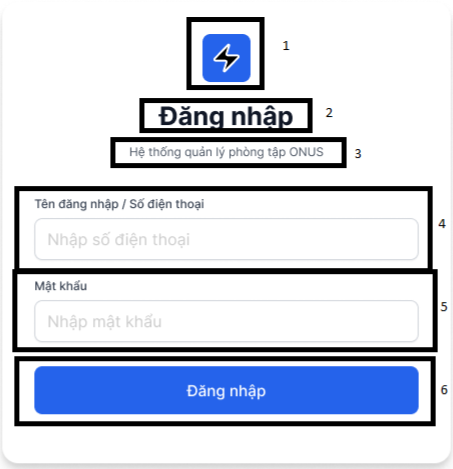 1
Đăng nhập
2
Hệ thống quản lý phòng tập ONUS
3
Tên đăng nhập / Số điện thoại
Nhập số điện thoại
4
Mật khẩu
Nhập mật khẩu
5
Đăng nhập
6